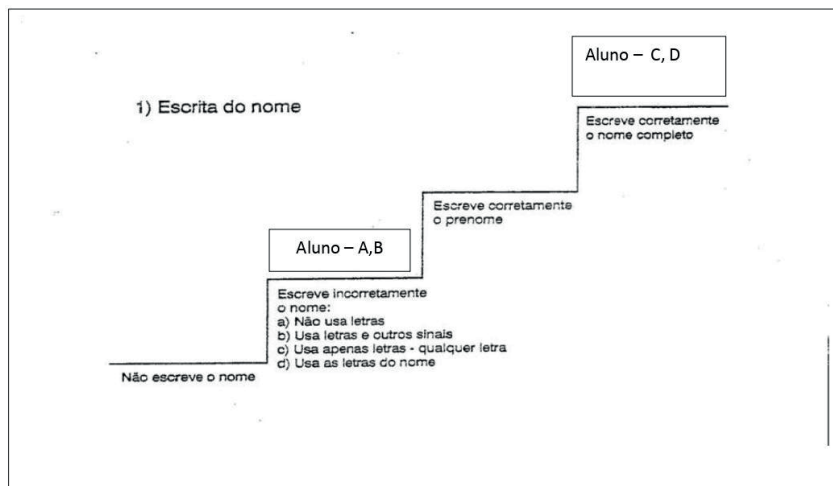 Aluno – C, D
1) Escrita do nome
Escreve corretamente
o nome completo
Escreve corretamente
o prenome
Aluno – A,B
Escreve incorretamente
o nome:
a) Não usa letras
b) Usa letras e outros sinais
c) Usa apenas letras - qualquer letra
d) Usa as letras do nome
Não escreve o nome